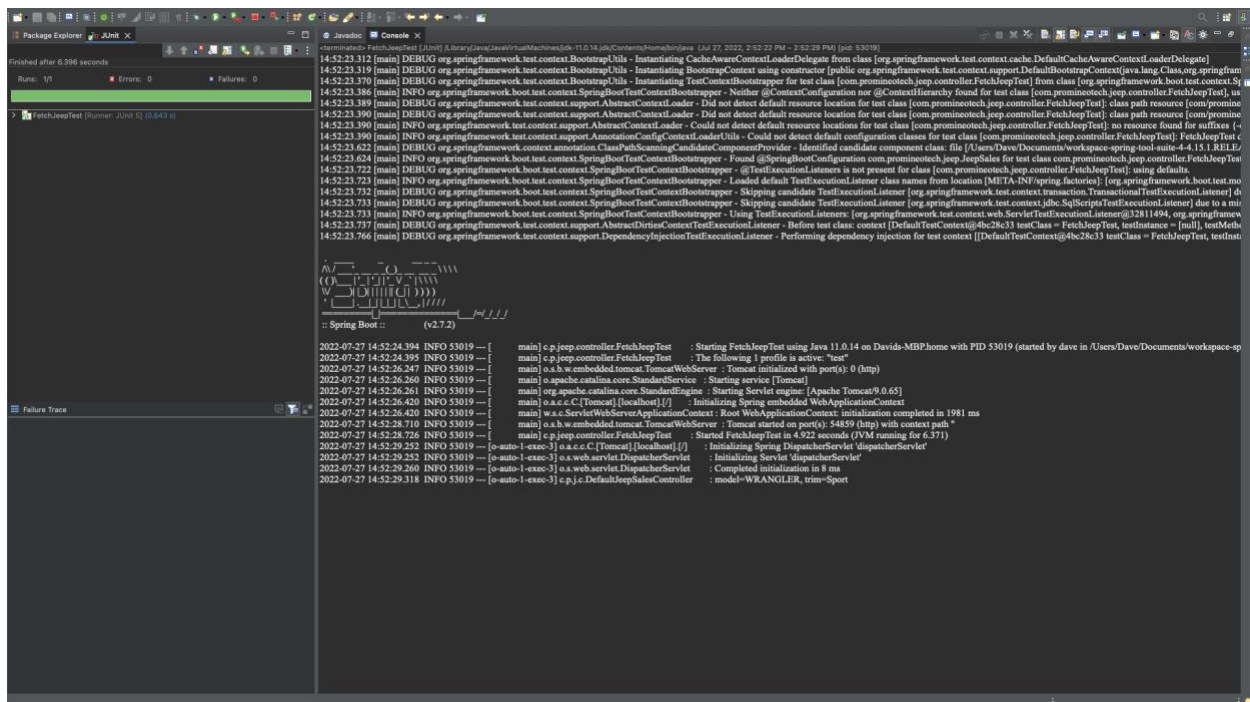 Package Explorer JUnit ×
Finished after 6.396 seconds
Runs: 1/1 Errors: 0 Failures: 0
FetchJeepTest [Runner: JUnit 5] (0.643 s)
Failure Trace
Javadoc Console ×
<terminated> FetchJeepTest [JUnit] /Library/Java/JavaVirtualMachines/jdk-11.0.14.jdk/Contents/Home/bin/java (Jul 27, 2022, 2:52:22 PM – 2:52:29 PM) [pid: 53019]
14:52:23.312 [main] DEBUG org.springframework.test.context.BootstrapUtils - Instantiating CacheAwareContextLoaderDelegate from class [org.springframework.test.context.cache.DefaultCacheAwareContextLoaderDelegate]
14:52:23.319 [main] DEBUG org.springframework.test.context.BootstrapUtils - Instantiating BootstrapContext using constructor [public org.springframework.test.context.support.DefaultBootstrapContext(java.lang.Class,org.springfram
14:52:23.370 [main] DEBUG org.springframework.test.context.BootstrapUtils - Instantiating TestContextBootstrapper for test class [com.promineotech.jeep.controller.FetchJeepTest] from class [org.springframework.boot.test.context.Sp
14:52:23.386 [main] INFO org.springframework.boot.test.context.SpringBootTestContextBootstrapper - Neither @ContextConfiguration nor @ContextHierarchy found for test class [com.promineotech.jeep.controller.FetchJeepTest], us
14:52:23.389 [main] DEBUG org.springframework.test.context.support.AbstractContextLoader - Did not detect default resource location for test class [com.promineotech.jeep.controller.FetchJeepTest]: class path resource [com/promine
14:52:23.390 [main] DEBUG org.springframework.test.context.support.AbstractContextLoader - Did not detect default resource location for test class [com.promineotech.jeep.controller.FetchJeepTest]: class path resource [com/promine
14:52:23.390 [main] INFO org.springframework.test.context.support.AbstractContextLoader - Could not detect default resource locations for test class [com.promineotech.jeep.controller.FetchJeepTest]: no resource found for suffixes {-c
14:52:23.391 [main] INFO org.springframework.test.context.support.AnnotationConfigContextLoaderUtils - Could not detect default configuration classes for test class [com.promineotech.jeep.controller.FetchJeepTest]: FetchJeepTest c
14:52:23.622 [main] DEBUG org.springframework.context.annotation.ClassPathScanningCandidateComponentProvider - Identified candidate component class: file [/Users/Dave/Documents/workspace-spring-tool-suite-4-4.15.1.RELEA
14:52:23.624 [main] INFO org.springframework.boot.test.context.SpringBootTestContextBootstrapper - Found @SpringBootConfiguration com.promineotech.jeep.JeepSales for test class com.promineotech.jeep.controller.FetchJeepTest
14:52:23.722 [main] DEBUG org.springframework.boot.test.context.SpringBootTestContextBootstrapper - @TestExecutionListeners is not present for class [com.promineotech.jeep.controller.FetchJeepTest]: using defaults.
14:52:23.723 [main] INFO org.springframework.boot.test.context.SpringBootTestContextBootstrapper - Loaded default TestExecutionListener class names from location [META-INF/spring.factories]: [org.springframework.boot.test.mo
14:52:23.732 [main] DEBUG org.springframework.boot.test.context.SpringBootTestContextBootstrapper - Skipping candidate TestExecutionListener [org.springframework.test.context.transaction.TransactionalTestExecutionListener] d
14:52:23.733 [main] DEBUG org.springframework.boot.test.context.SpringBootTestContextBootstrapper - Skipping candidate TestExecutionListener [org.springframework.test.context.jdbc.SqlScriptsTestExecutionListener] due to a mi
14:52:23.733 [main] INFO org.springframework.boot.test.context.SpringBootTestContextBootstrapper - Using TestExecutionListeners: [org.springframework.test.context.web.ServletTestExecutionListener@32811494, org.springframew
14:52:23.737 [main] DEBUG org.springframework.test.context.support.AbstractDirtiesContextTestExecutionListener - Before test class: context [DefaultTestContext@4bc28c33 testClass = FetchJeepTest, testInstance = [null], testMeth
14:52:23.766 [main] DEBUG org.springframework.test.context.support.DependencyInjectionTestExecutionListener - Performing dependency injection for test context [[DefaultTestContext@4bc28c33 testClass = FetchJeepTest, testInsta
:: Spring Boot :: (v2.7.2)
2022-07-27 14:52:24.394 INFO 53019 --- [ main] c.p.jeep.controller.FetchJeepTest : Starting FetchJeepTest using Java 11.0.14 on Davids-MBP.home with PID 53019 (started by dave in /Users/Dave/Documents/workspace-sp
2022-07-27 14:52:24.395 INFO 53019 --- [ main] c.p.jeep.controller.FetchJeepTest : The following 1 profile is active: "test"
2022-07-27 14:52:26.247 INFO 53019 --- [ main] o.s.b.w.embedded.tomcat.TomcatWebServer : Tomcat initialized with port(s): 0 (http)
2022-07-27 14:52:26.260 INFO 53019 --- [ main] o.apache.catalina.core.StandardService : Starting service [Tomcat]
2022-07-27 14:52:26.261 INFO 53019 --- [ main] org.apache.catalina.core.StandardEngine : Starting Servlet engine: [Apache Tomcat/9.0.65]
2022-07-27 14:52:26.420 INFO 53019 --- [ main] o.a.c.c.C.[Tomcat].[localhost].[/] : Initializing Spring embedded WebApplicationContext
2022-07-27 14:52:26.420 INFO 53019 --- [ main] w.s.c.ServletWebServerApplicationContext : Root WebApplicationContext: initialization completed in 1981 ms
2022-07-27 14:52:28.710 INFO 53019 --- [ main] o.s.b.w.embedded.tomcat.TomcatWebServer : Tomcat started on port(s): 54859 (http) with context path ''
2022-07-27 14:52:28.726 INFO 53019 --- [ main] c.p.jeep.controller.FetchJeepTest : Started FetchJeepTest in 4.922 seconds (JVM running for 6.371)
2022-07-27 14:52:29.252 INFO 53019 --- [o-auto-1-exec-3] o.a.c.c.C.[Tomcat].[localhost].[/] : Initializing Spring DispatcherServlet 'dispatcherServlet'
2022-07-27 14:52:29.252 INFO 53019 --- [o-auto-1-exec-3] o.s.web.servlet.DispatcherServlet : Initializing Servlet 'dispatcherServlet'
2022-07-27 14:52:29.260 INFO 53019 --- [o-auto-1-exec-3] o.s.web.servlet.DispatcherServlet : Completed initialization in 8 ms
2022-07-27 14:52:29.318 INFO 53019 --- [o-auto-1-exec-3] c.p.j.c.DefaultJeepSalesController : model=WRANGLER, trim=Sport